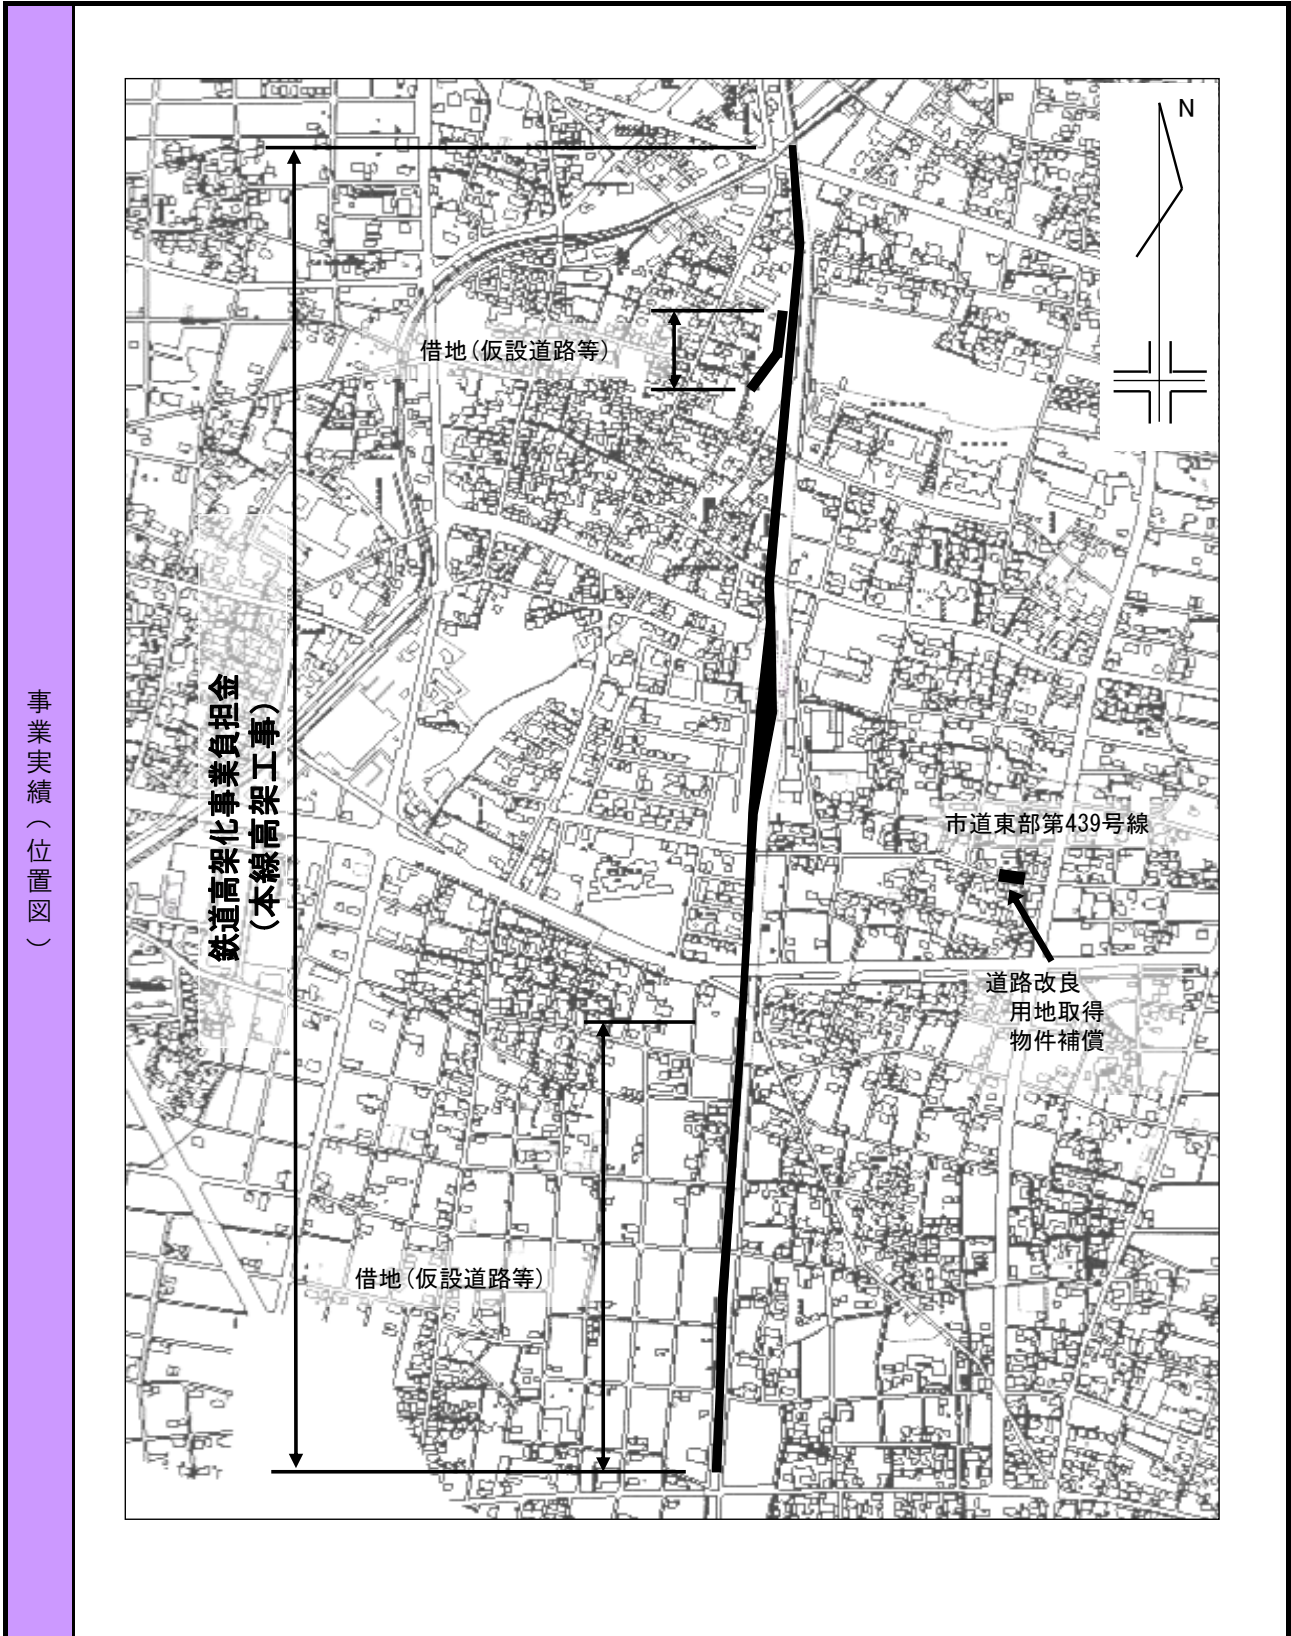 事業実績（位置図）
N
借地(仮設道路等)
鉄道高架化事業負担金
（本線高架工事）
市道東部第439号線
道路改良
用地取得
物件補償
借地(仮設道路等)